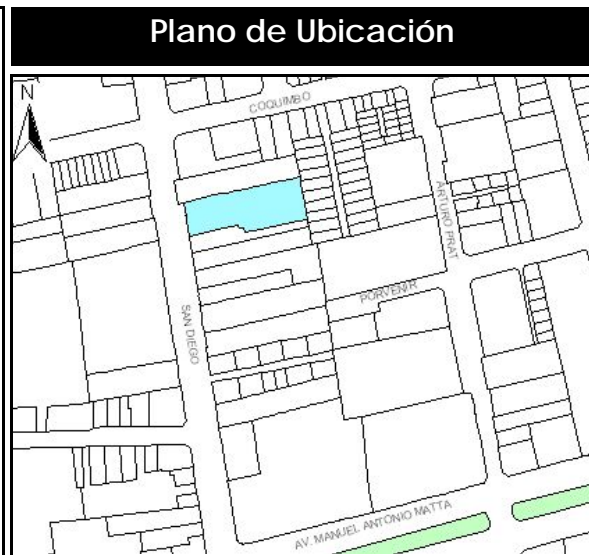 Plano de Ubicación
N
COQUIMBO
ARTURO PRAT
PORVENIR
SAN DIEGO
AV. MANUEL ANTONIO MATTA